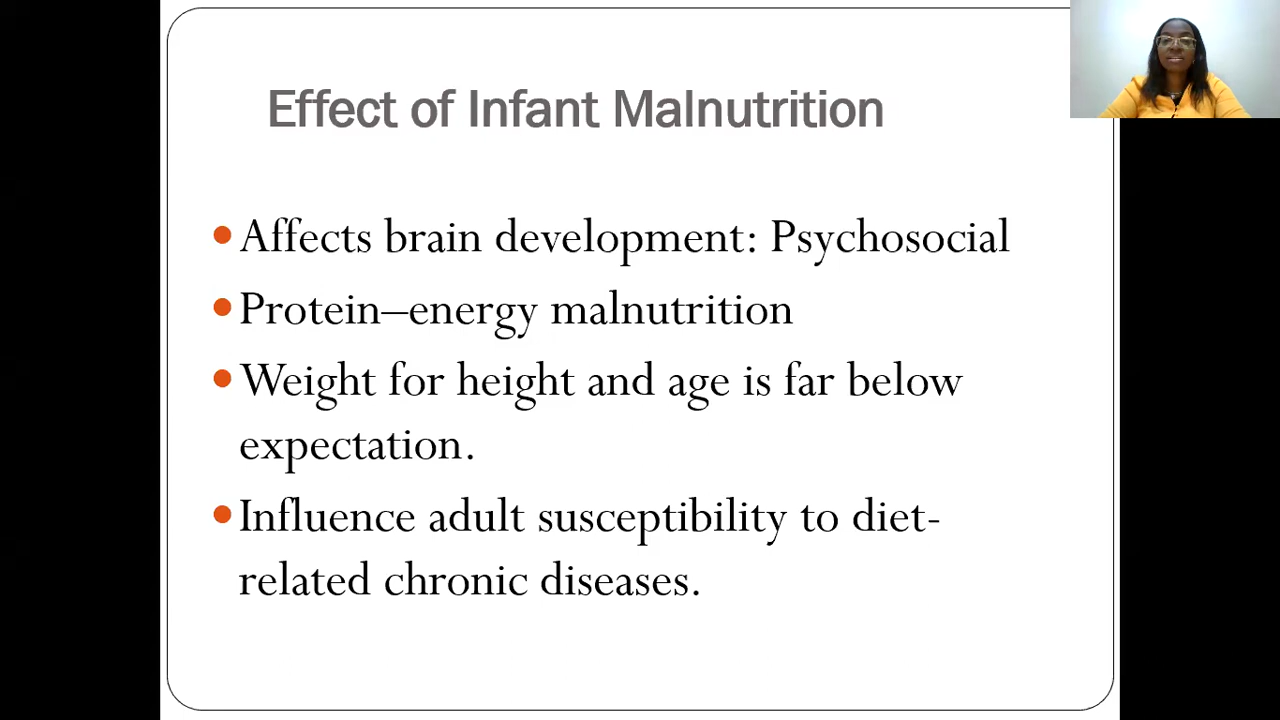 Effect of Infant Malnutrition
•Affects brain development: Psychosocial
•Protein–energy malnutrition
•Weight for height and age is far below
expectation.
•Influence adult susceptibility to diet-
related chronic diseases.